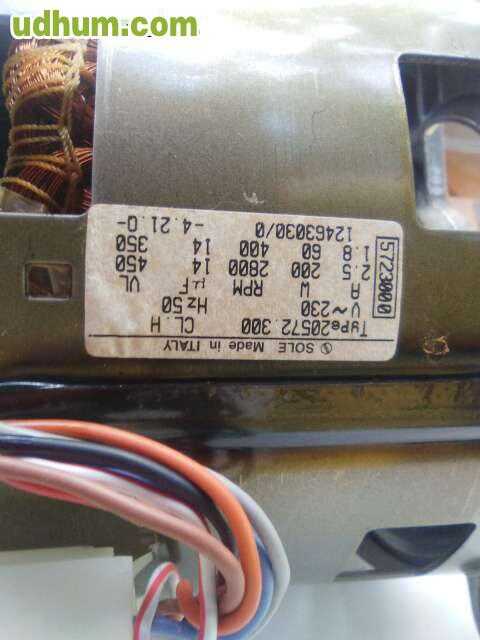 udhum.com
SOLE Made in ITALY
Type 20572.300 CL.H
V~230 Hz 50
A W RPM µF VL
2.5 200 2800 14 450
1.8 60 400 14 350
57230000
12463030/0 -4.21.0-